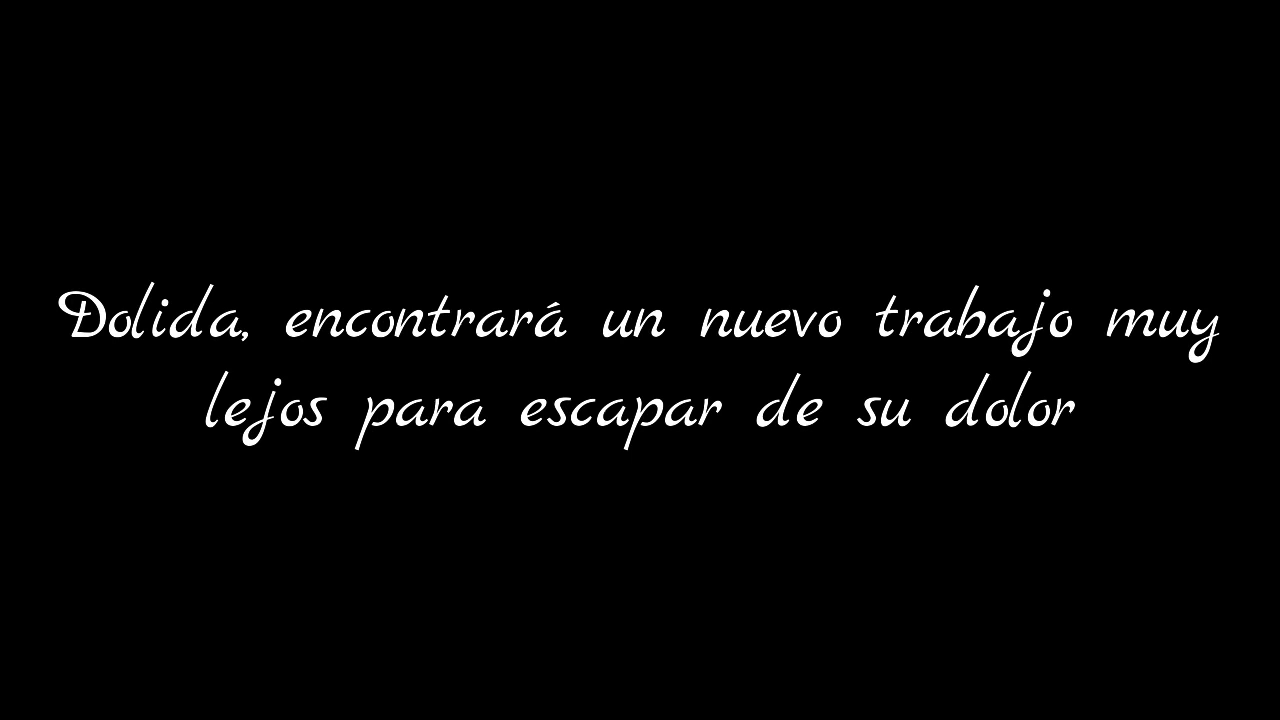 Dolida, encontrará un nuevo trabajo muy
lejos para escapar de su dolor